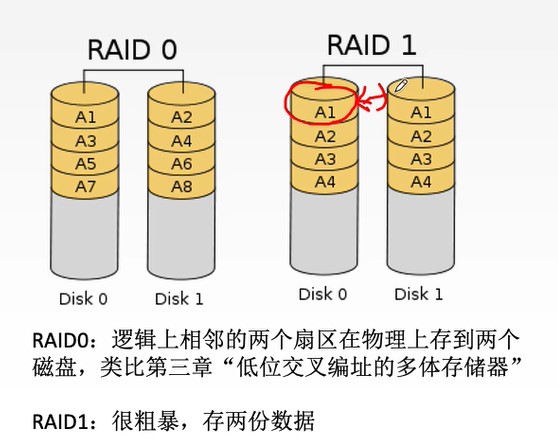 RAID 0
RAID 1
A1
A3
A5
A7
A2
A4
A6
A8
A1
A2
A3
A4
A1
A2
A3
A4
Disk 0
Disk 1
Disk 0
Disk 1
RAID0：逻辑上相邻的两个扇区在物理上存到两个
磁盘，类比第三章“低位交叉编址的多体存储器”
RAID1：很粗暴，存两份数据